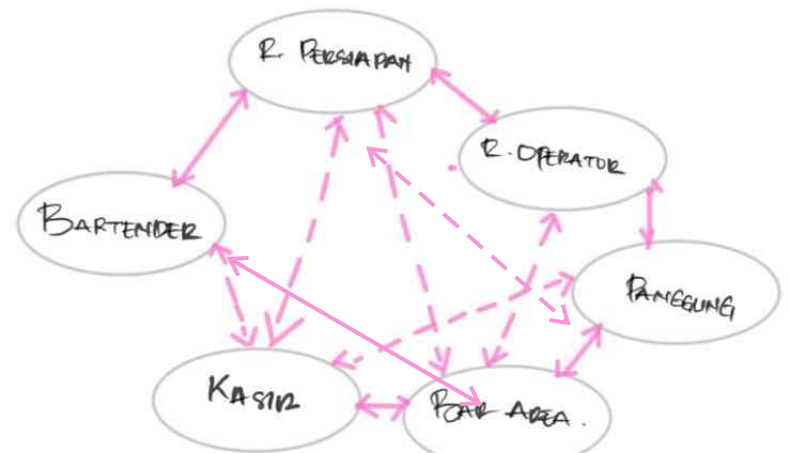 R. PERSIAPAN
R. OPERATOR
BARTENDER
PANGGUNG
KASIR
BAR AREA.